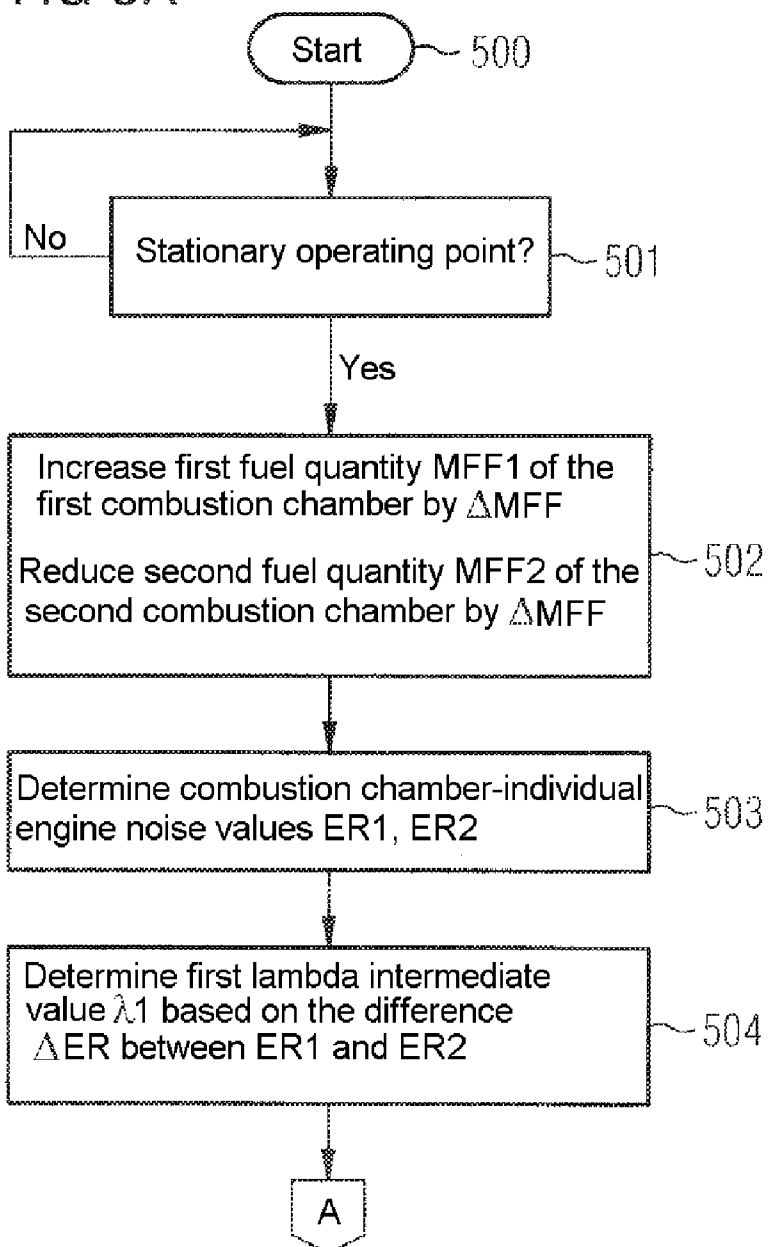 Start
500
No
Stationary operating point?
501
Yes
Increase first fuel quantity MFF1 of the
first combustion chamber by ΔMFF
Reduce second fuel quantity MFF2 of the
second combustion chamber by ΔMFF
502
Determine combustion chamber-individual
engine noise values ER1, ER2
503
Determine first lambda intermediate
value λ1 based on the difference
ΔER between ER1 and ER2
504
A